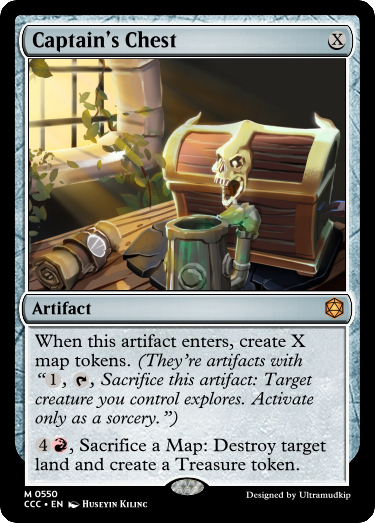 Captain's Chest
X
Artifact
When this artifact enters, create X
map tokens. (They're artifacts with
“1, T, Sacrifice this artifact: Target
creature you control explores. Activate
only as a sorcery.”)
4 R, Sacrifice a Map: Destroy target
land and create a Treasure token.
M 0550
CCC • EN Huseyin Kilinc
Designed by Ultramudkip